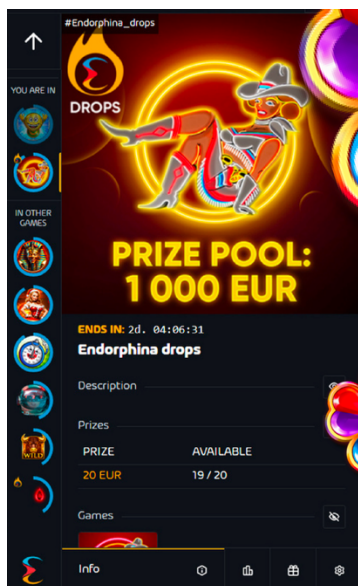 #Endorphina_drops
DROPS
YOU ARE IN
IN OTHER
GAMES
WILD
PRIZE POOL:
1 000 EUR
ENDS IN: 2d. 04:06:31
Endorphina drops
Description
Prizes
PRIZE AVAILABLE
20 EUR 19 / 20
Games
Info